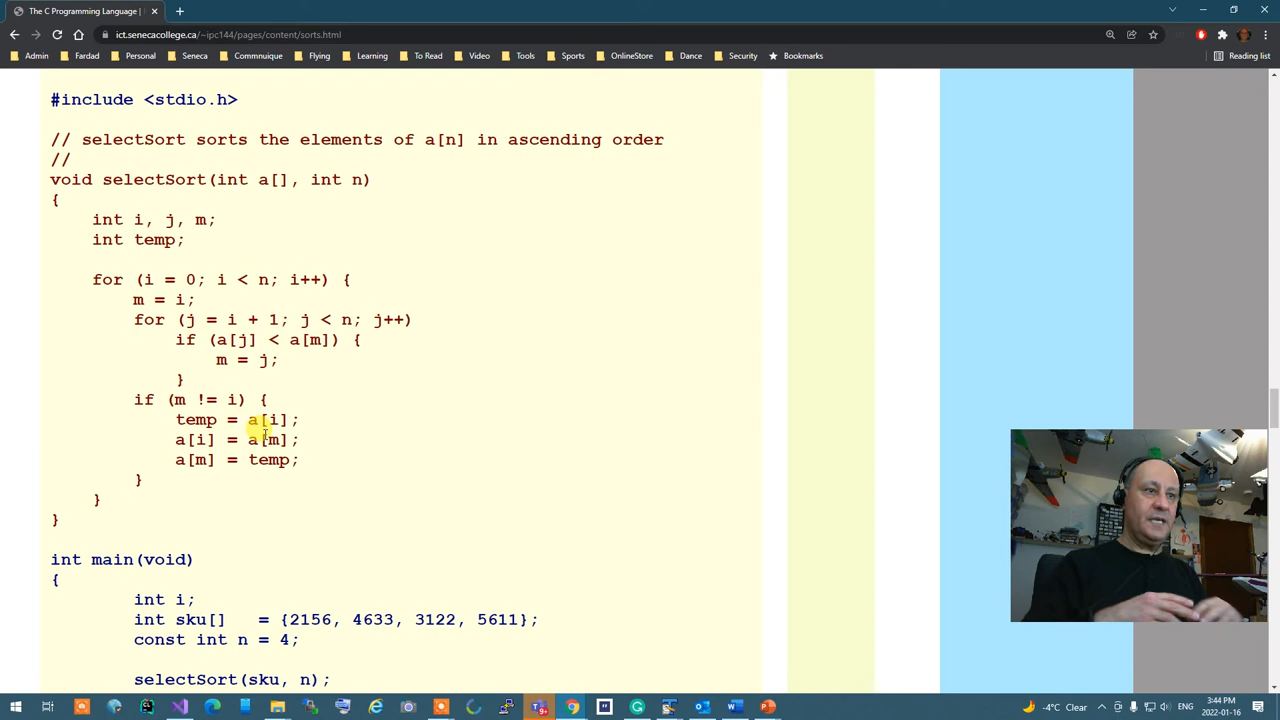 The C Programming Language |
ict.senecacollege.ca/~ipc144/pages/content/sorts.html
Admin Fardad Personal Seneca Commnuique Flying Learning To Read Video Tools Sports OnlineStore Dance Security Bookmarks Reading list
#include <stdio.h>
// selectSort sorts the elements of a[n] in ascending order
//
void selectSort(int a[], int n)
{
int i, j, m;
int temp;
for (i = 0; i < n; i++) {
m = i;
for (j = i + 1; j < n; j++)
if (a[j] < a[m]) {
m = j;
}
if (m != i) {
temp = a[i];
a[i] = a[m];
a[m] = temp;
}
}
}
int main(void)
{
int i;
int sku[] = {2156, 4633, 3122, 5611};
const int n = 4;
selectSort(sku, n);
-4°C Clear
3:44 PM
2022-01-16